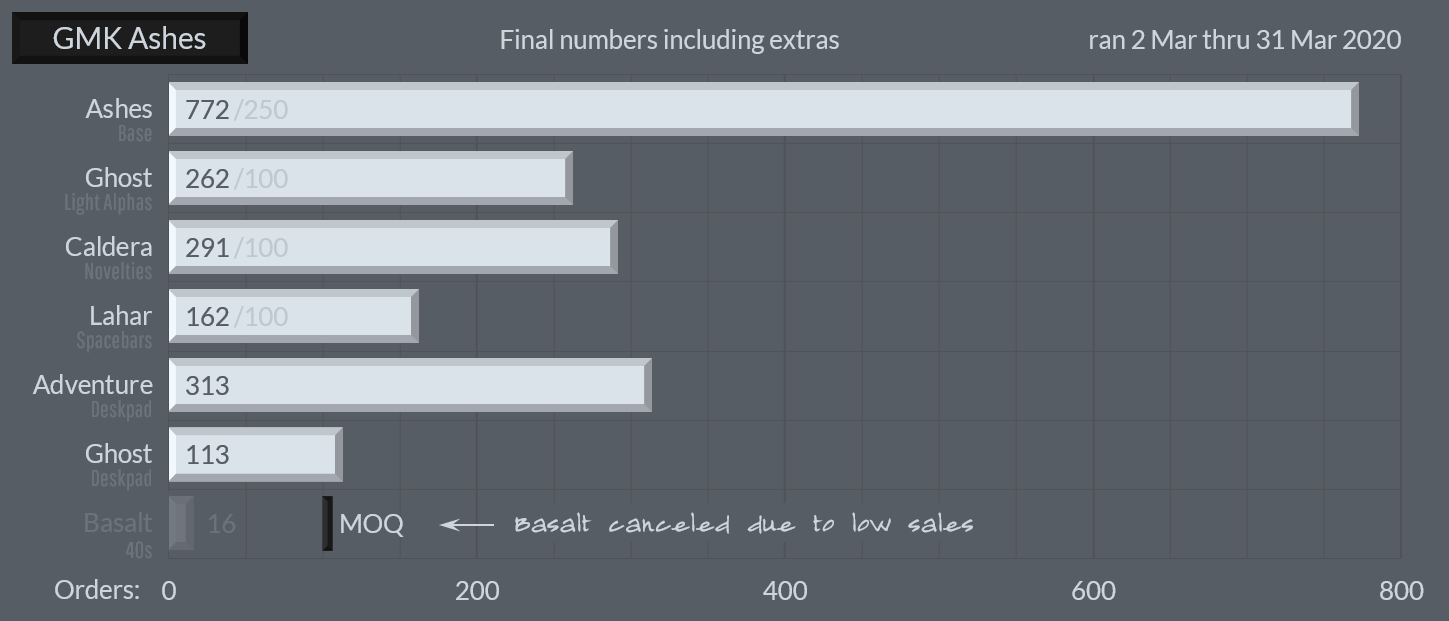 GMK Ashes
Final numbers including extras
ran 2 Mar thru 31 Mar 2020
Ashes
Base
772 /250
Ghost
Light Alphas
262 /100
Caldera
Novelties
291 /100
Lahar
Spacebars
162 /100
Adventure
Deskpad
313
Ghost
Deskpad
113
Basalt
40s
16
MOQ
Basalt canceled due to low sales
Orders: 0 200 400 600 800